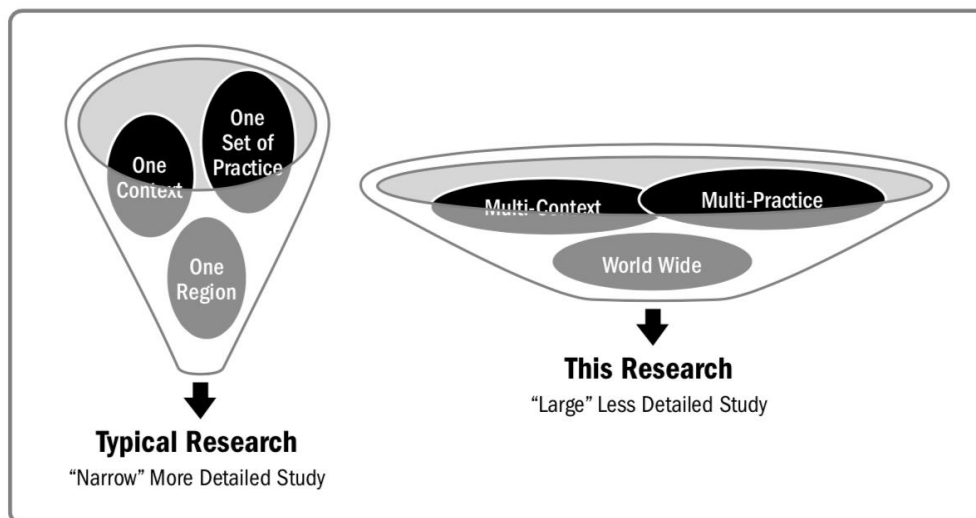 One
Context
One
Set of
Practice
One
Region
Typical Research
“Narrow” More Detailed Study
Multi-Context
Multi-Practice
World Wide
This Research
“Large” Less Detailed Study